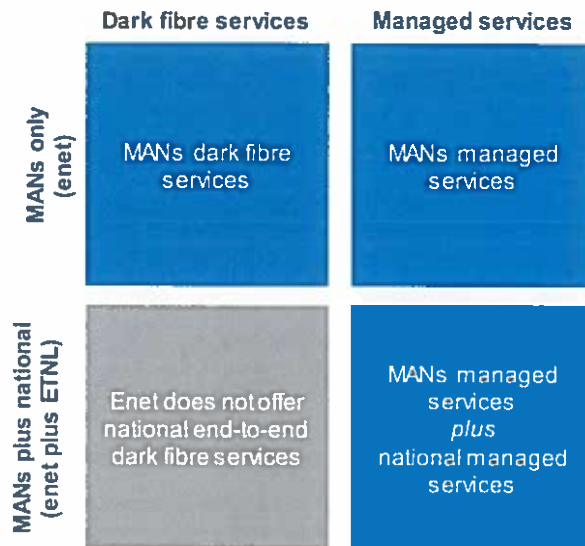 Dark fibre services
Managed services
MANs only
(enet)
MANs dark fibre
services
MANs managed
services
MANs plus national
(enet plus ETNL)
Enet does not offer
national end-to-end
dark fibre services
MANs managed
services
plus
national managed
services